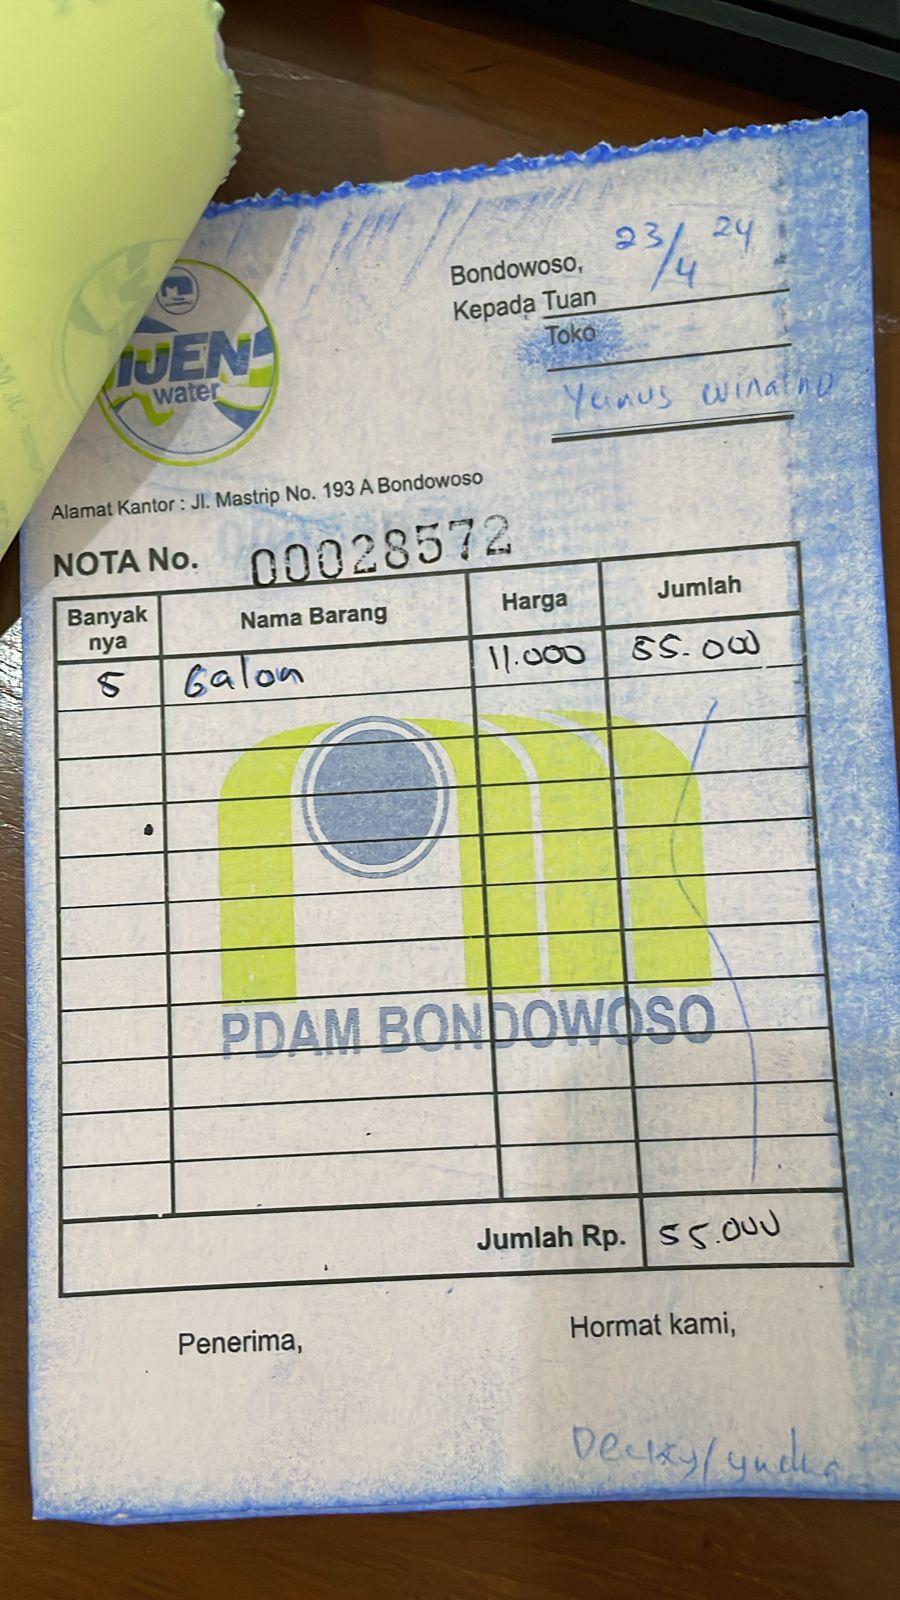 IJEN
water
Bondowoso, 23/4 24
Kepada Tuan
Toko
Yunus Winarno
Alamat Kantor : Jl. Mastrip No. 193 A Bondowoso
NOTA No. 00028572
Banyak nya Nama Barang Harga Jumlah
5 Galon 11.000 55.000
PDAM BONDOWOSO
Jumlah Rp. 55.000
Penerima, Hormat kami,